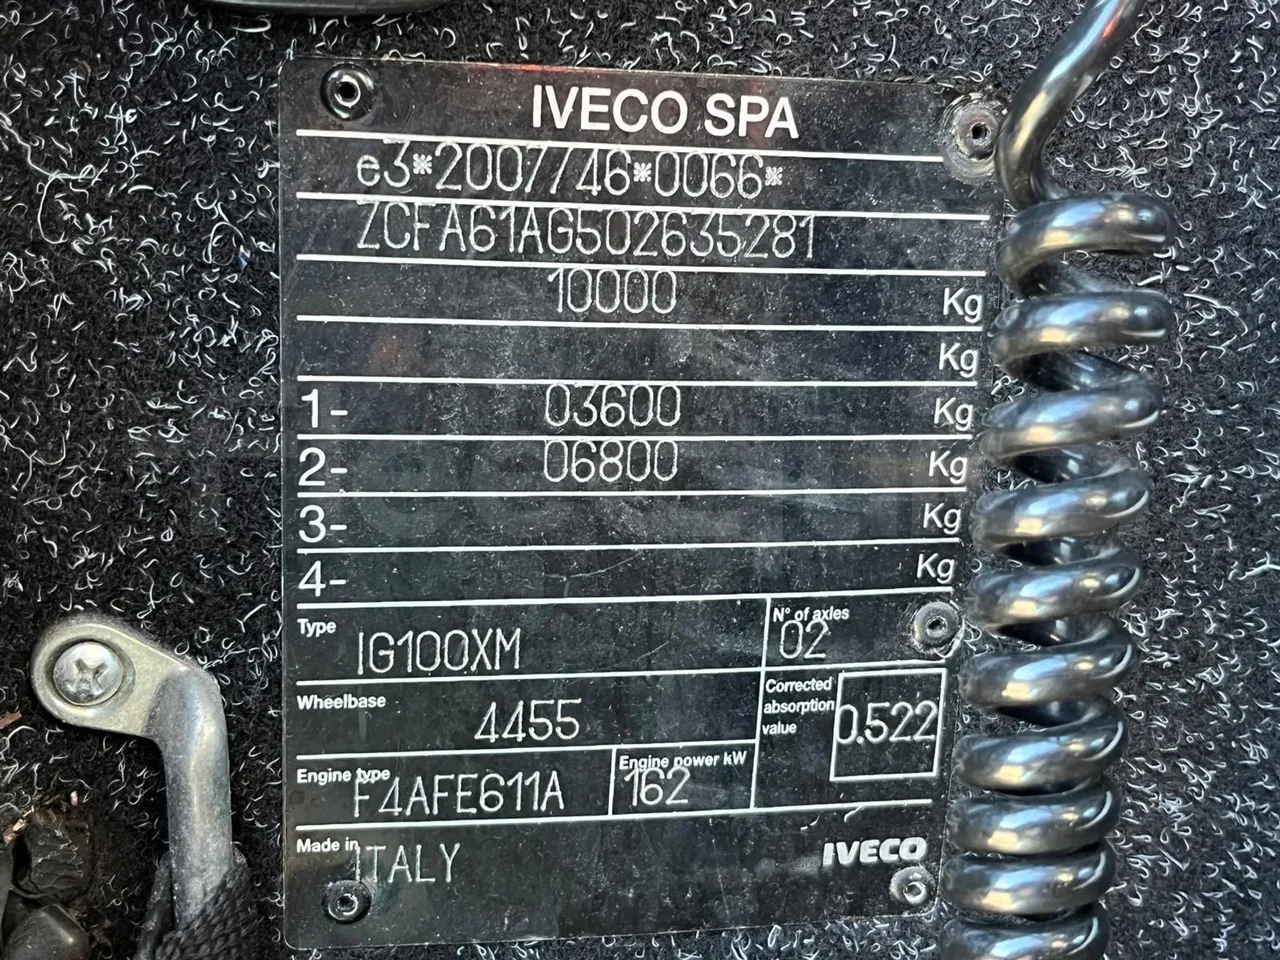 IVECO SPA
e3*2007/46*0066*
ZCFA61AG502635281
10000 Kg
Kg
1- 03600 Kg
2- 06800 Kg
3- Kg
4- Kg
Type IG100XM
N° of axles 02
Wheelbase 4455
Corrected absorption value 0.522
Engine type F4AFE611A
Engine power kW 162
Made in ITALY
IVECO